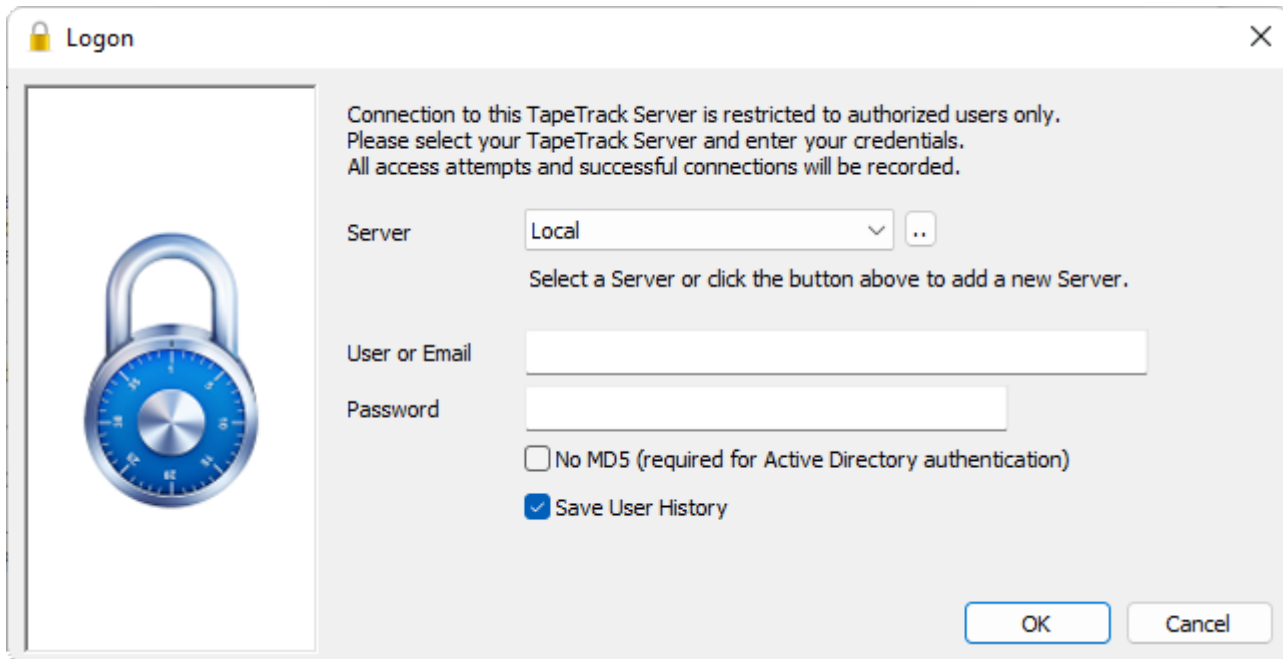 Logon
Connection to this TapeTrack Server is restricted to authorized users only.
Please select your TapeTrack Server and enter your credentials.
All access attempts and successful connections will be recorded.
Server
Local
..
Select a Server or click the button above to add a new Server.
User or Email
Password
No MD5 (required for Active Directory authentication)
Save User History
OK
Cancel